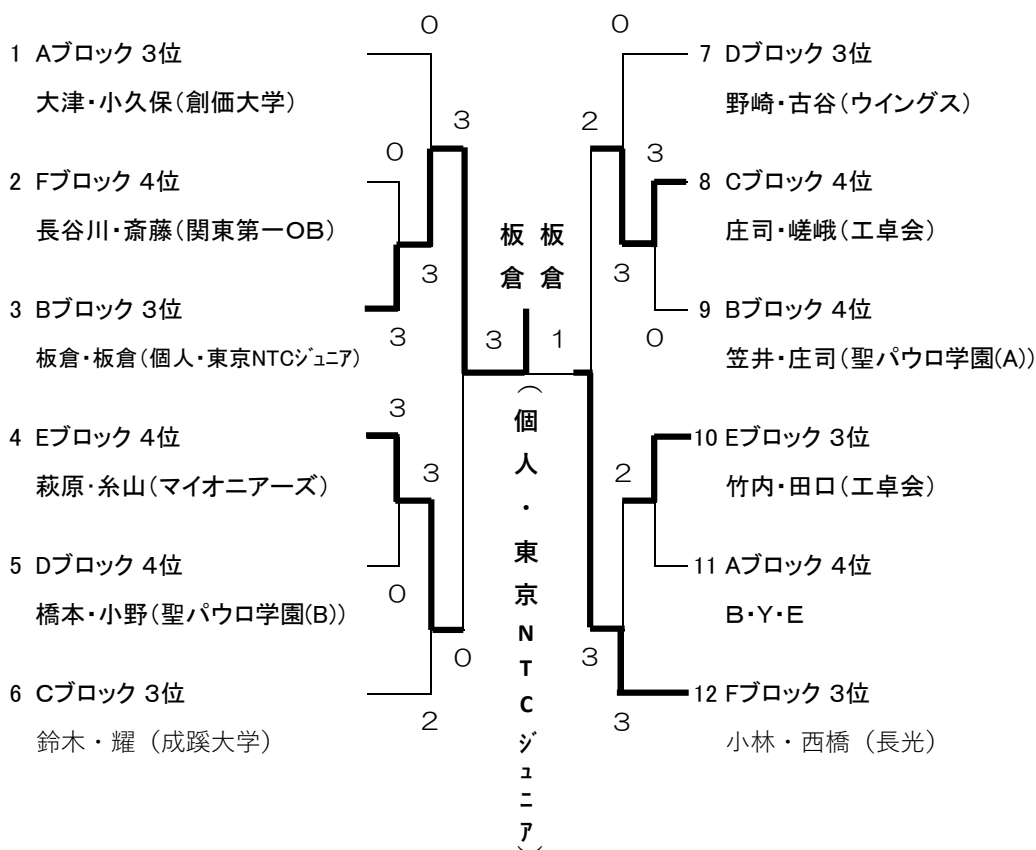 0
0
1 Aブロック 3位
大津・小久保(創価大学)
3
0
2 Fブロック 4位
長谷川・斎藤(関東第一OB)
3
3 Bブロック 3位
3
板倉・板倉(個人・東京NTCジュニア)
3
4 Eブロック 4位
3
萩原・糸山(マイオニアーズ)
5 Dブロック 4位
0
橋本・小野(聖パウロ学園(B))
0
6 Cブロック 3位
2
鈴木・耀(成蹊大学)
板倉
板倉
3
1
(個人・東京NTCジュニア)
7 Dブロック 3位
野崎・古谷(ウイングス)
2
3
8 Cブロック 4位
庄司・嵯峨(工卓会)
3
9 Bブロック 4位
0
笠井・庄司(聖パウロ学園(A))
10 Eブロック 3位
2
竹内・田口(工卓会)
11 Aブロック 4位
B・Y・E
3
12 Fブロック 3位
3
小林・西橋(長光)